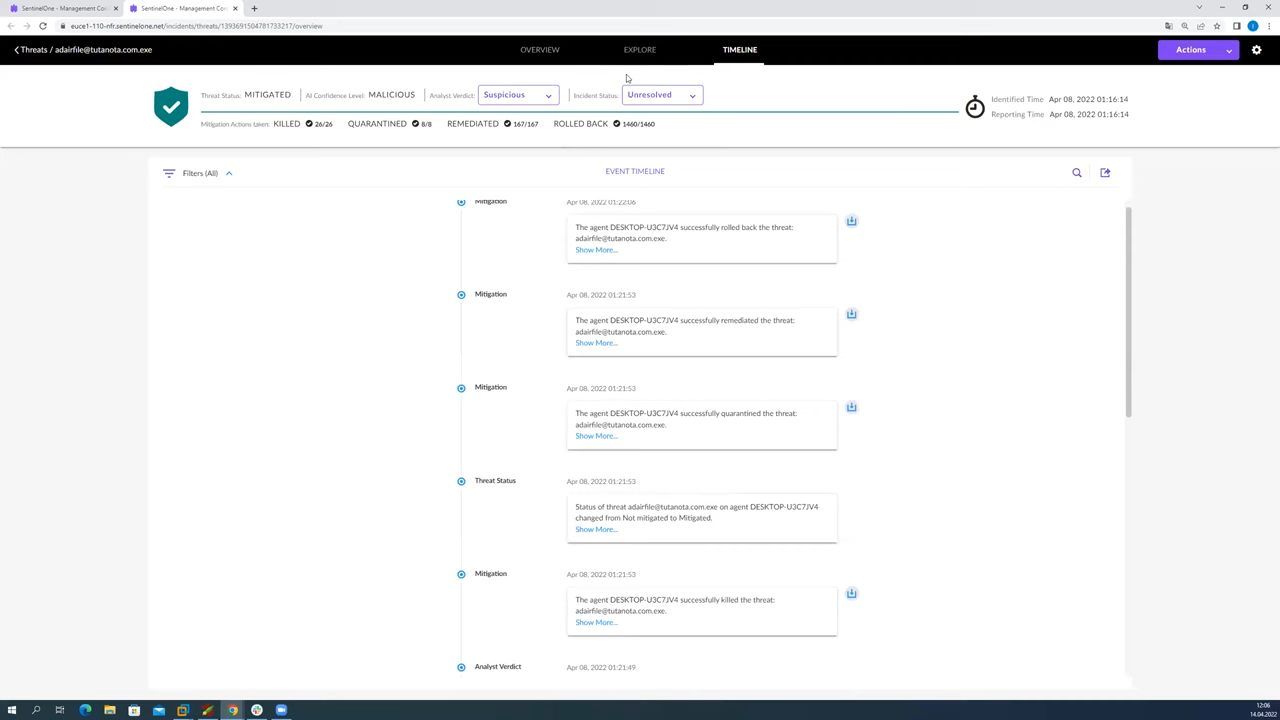 SentinelOne - Management Con
SentinelOne - Management Con
euce1-110-nfr.sentinelone.net/incidents/threats/1393691504781733217/overview
Threats / adairfile@tutanota.com.exe
OVERVIEW
EXPLORE
TIMELINE
Actions
Threat Status: MITIGATED
AI Confidence Level: MALICIOUS
Analyst Verdict: Suspicious
Incident Status: Unresolved
Identified Time Apr 08, 2022 01:16:14
Reporting Time Apr 08, 2022 01:16:14
Mitigation Actions taken: KILLED 26/26 QUARANTINED 8/8 REMEDIATED 167/167 ROLLED BACK 1460/1460
Filters (All)
EVENT TIMELINE
Mitigation
Apr 08, 2022 01:22:06
The agent DESKTOP-U3C7JV4 successfully rolled back the threat:
adairfile@tutanota.com.exe.
Show More...
Mitigation
Apr 08, 2022 01:21:53
The agent DESKTOP-U3C7JV4 successfully remediated the threat:
adairfile@tutanota.com.exe.
Show More...
Mitigation
Apr 08, 2022 01:21:53
The agent DESKTOP-U3C7JV4 successfully quarantined the threat:
adairfile@tutanota.com.exe.
Show More...
Threat Status
Apr 08, 2022 01:21:53
Status of threat adairfile@tutanota.com.exe on agent DESKTOP-U3C7JV4
changed from Not mitigated to Mitigated.
Show More...
Mitigation
Apr 08, 2022 01:21:53
The agent DESKTOP-U3C7JV4 successfully killed the threat:
adairfile@tutanota.com.exe.
Show More...
Analyst Verdict
Apr 08, 2022 01:21:49
12:06
14.04.2022